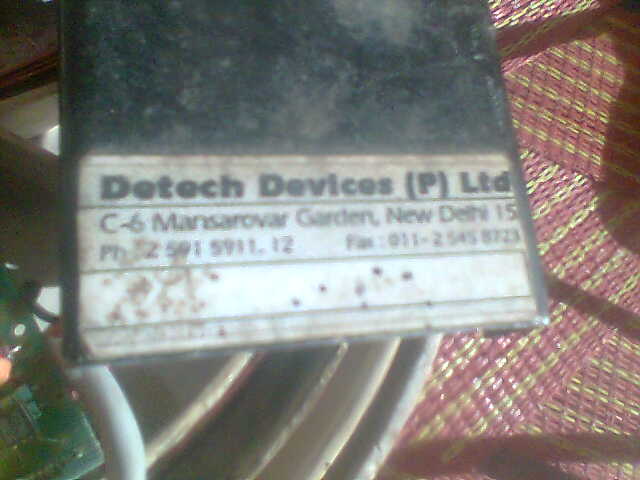 Detech Devices (P) Ltd
C-6 Mansarovar Garden, New Delhi 15
Ph 2 591 5911, 12 Fax : 011- 2 545 8723